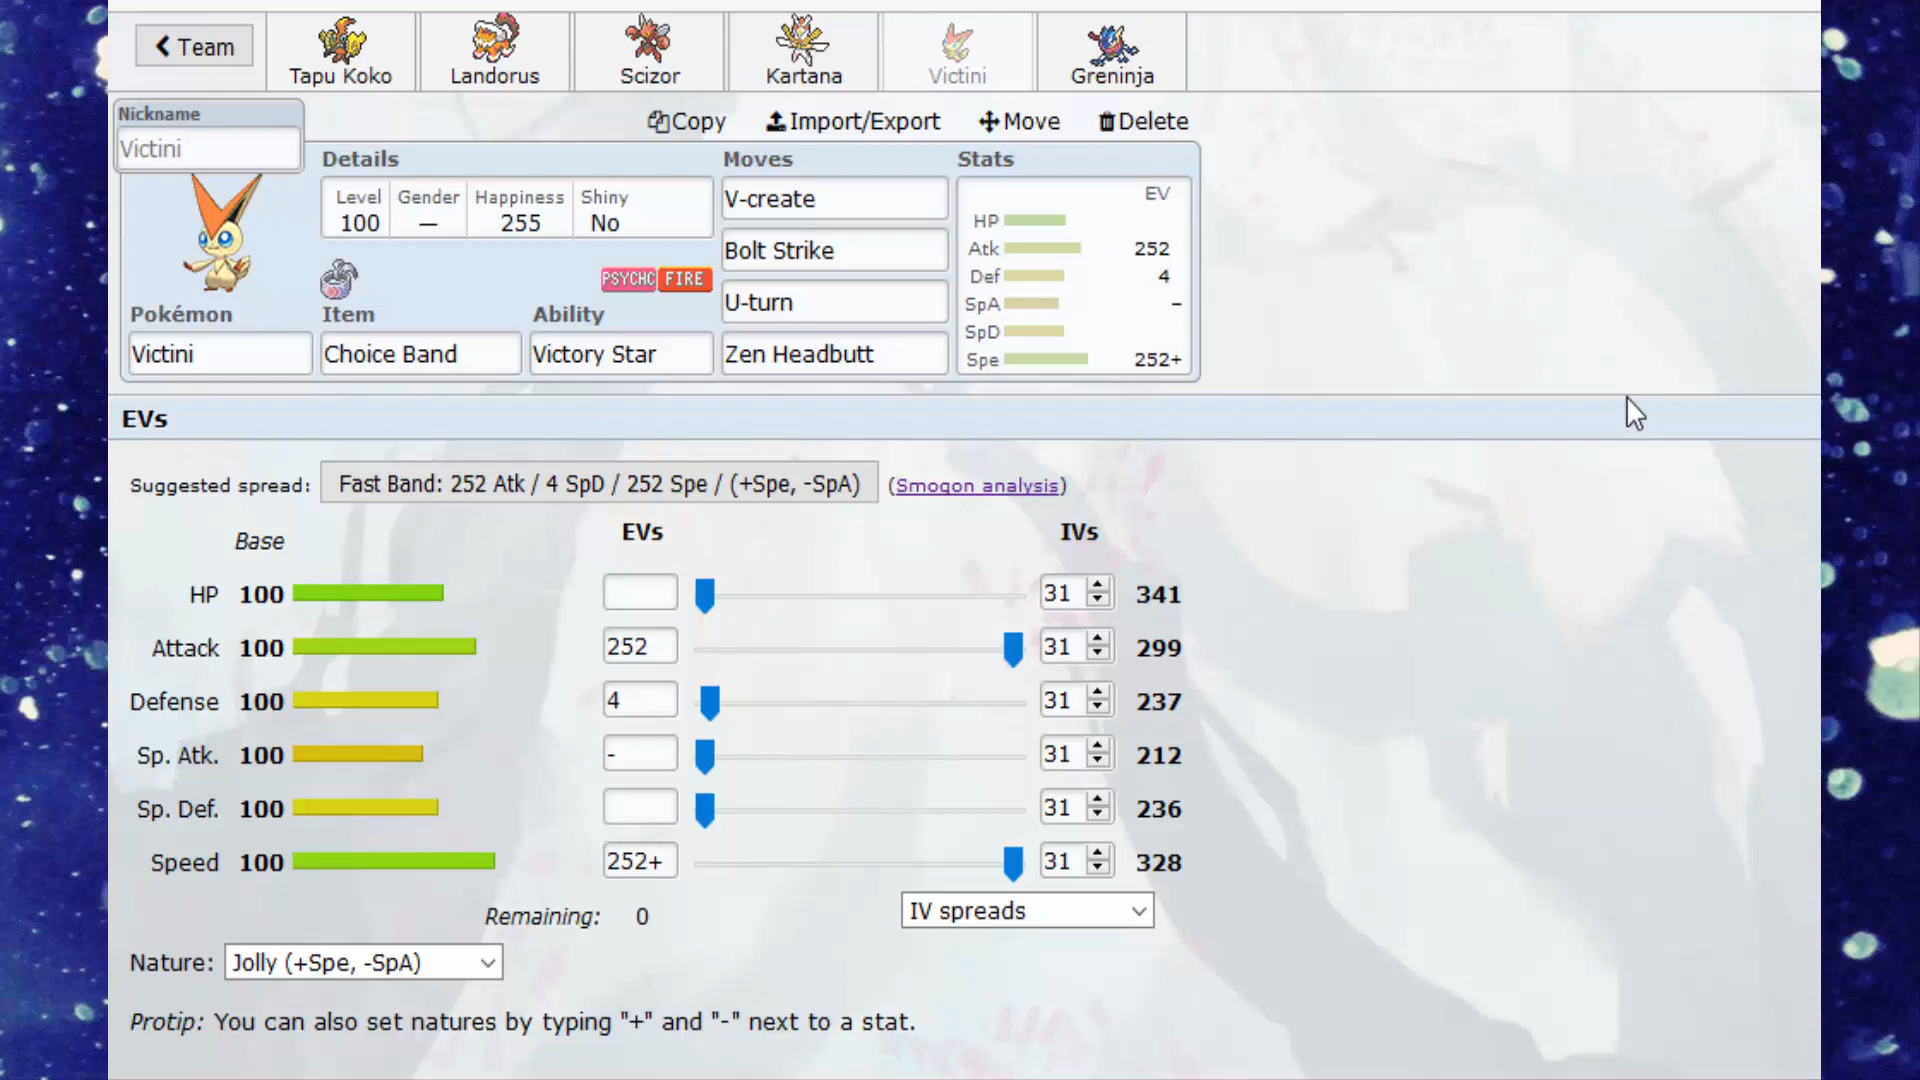 Team
Tapu Koko
Landorus
Scizor
Kartana
Victini
Greninja
Nickname
Victini
Copy
Import/Export
Move
Delete
Details
Level
100
Gender
—
Happiness
255
Shiny
No
PSYCHC
FIRE
Pokémon
Victini
Item
Choice Band
Ability
Victory Star
Moves
V-create
Bolt Strike
U-turn
Zen Headbutt
Stats
EV
HP
Atk 252
Def 4
SpA –
SpD
Spe 252+
EVs
Suggested spread: Fast Band: 252 Atk / 4 SpD / 252 Spe / (+Spe, -SpA) (Smogon analysis)
Base EVs IVs
HP 100 31 341
Attack 100 252 31 299
Defense 100 4 31 237
Sp. Atk. 100 - 31 212
Sp. Def. 100 31 236
Speed 100 252+ 31 328
Remaining: 0 IV spreads
Nature: Jolly (+Spe, -SpA)
Protip: You can also set natures by typing "+" and "-" next to a stat.